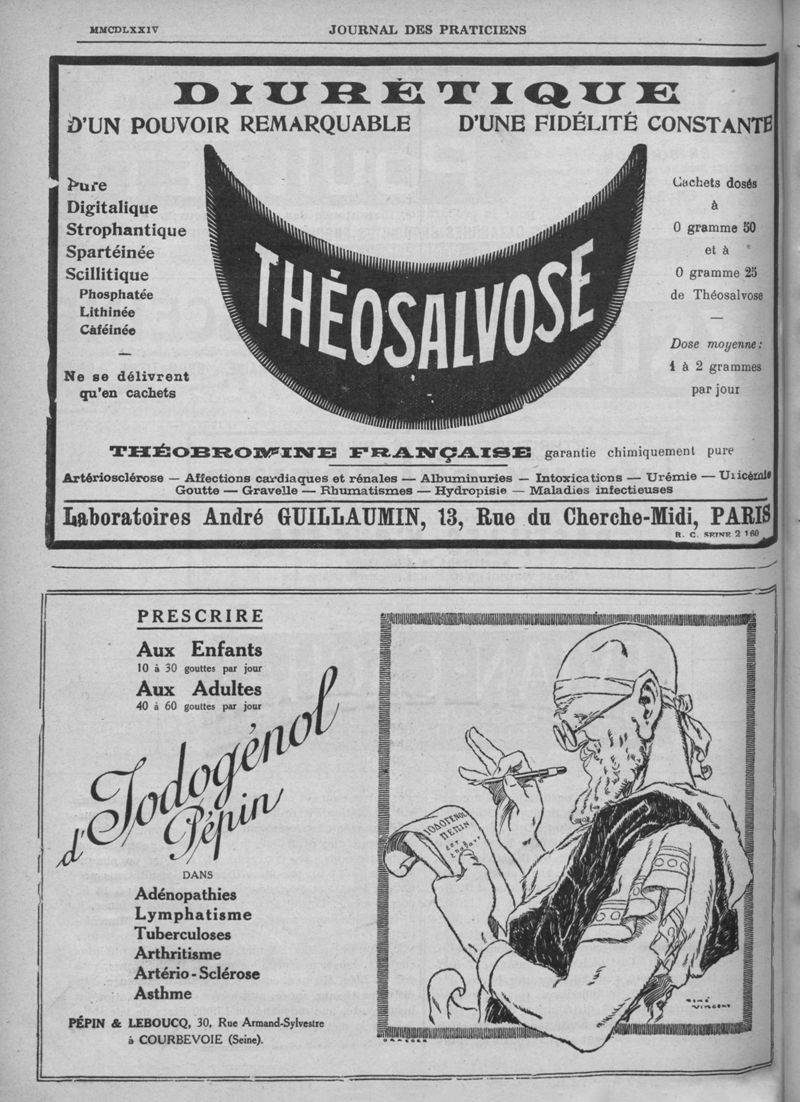 MMCDLXXIV
JOURNAL DES PRATICIENS
DIURÉTIQUE
D'UN POUVOIR REMARQUABLE D'UNE FIDÉLITÉ CONSTANTE
Pure
Digitalique
Strophantique
Spartéinée
Scillitique
Phosphatée
Lithinée
Caféinée
—
Ne se délivrent
qu'en cachets
THÉOSALVOSE
Cachets dosés
à
0 gramme 50
et à
0 gramme 25
de Théosalvose
—
Dose moyenne :
1 à 2 grammes
par jour
THÉOBROMINE FRANÇAISE garantie chimiquement pure
Artériosclérose — Affections cardiaques et rénales — Albuminuries — Intoxications — Urémie — Uricémie
Goutte — Gravelle — Rhumatismes — Hydropisie — Maladies infectieuses
Laboratoires André GUILLAUMIN, 13, Rue du Cherche-Midi, PARIS
R. C. SEINE 2 160
PRESCRIRE
Aux Enfants
10 à 30 gouttes par jour
Aux Adultes
40 à 60 gouttes par jour
d'Iodogénol
Pépin
DANS
Adénopathies
Lymphatisme
Tuberculoses
Arthritisme
Artério-Sclérose
Asthme
PÉPIN & LEBOUCQ, 30, Rue Armand-Sylvestre
à COURBEVOIE (Seine).
IODOGENOL
PEPIN
RENÉ
VINCENT
DRAEGER